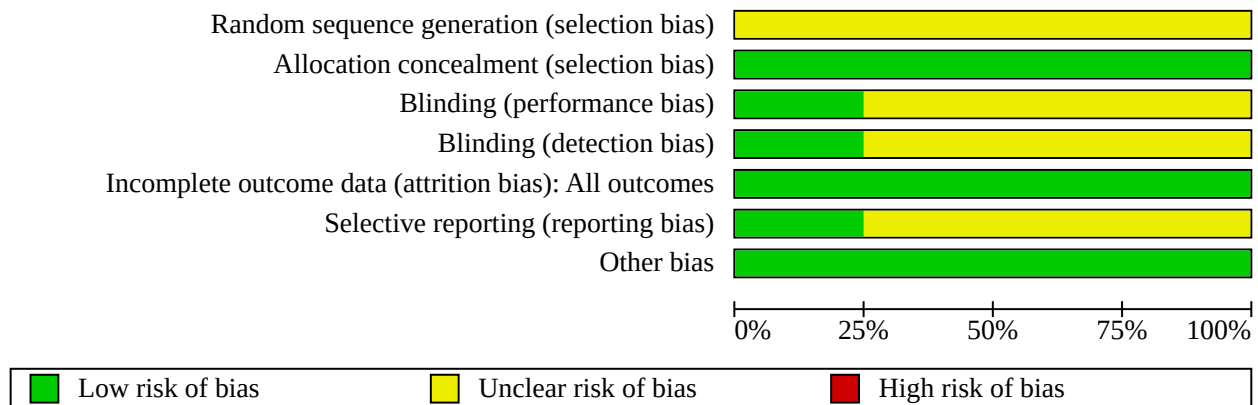 Random sequence generation (selection bias)
Allocation concealment (selection bias)
Blinding (performance bias)
Blinding (detection bias)
Incomplete outcome data (attrition bias): All outcomes
Selective reporting (reporting bias)
Other bias
0% 25% 50% 75% 100%
Low risk of bias Unclear risk of bias High risk of bias